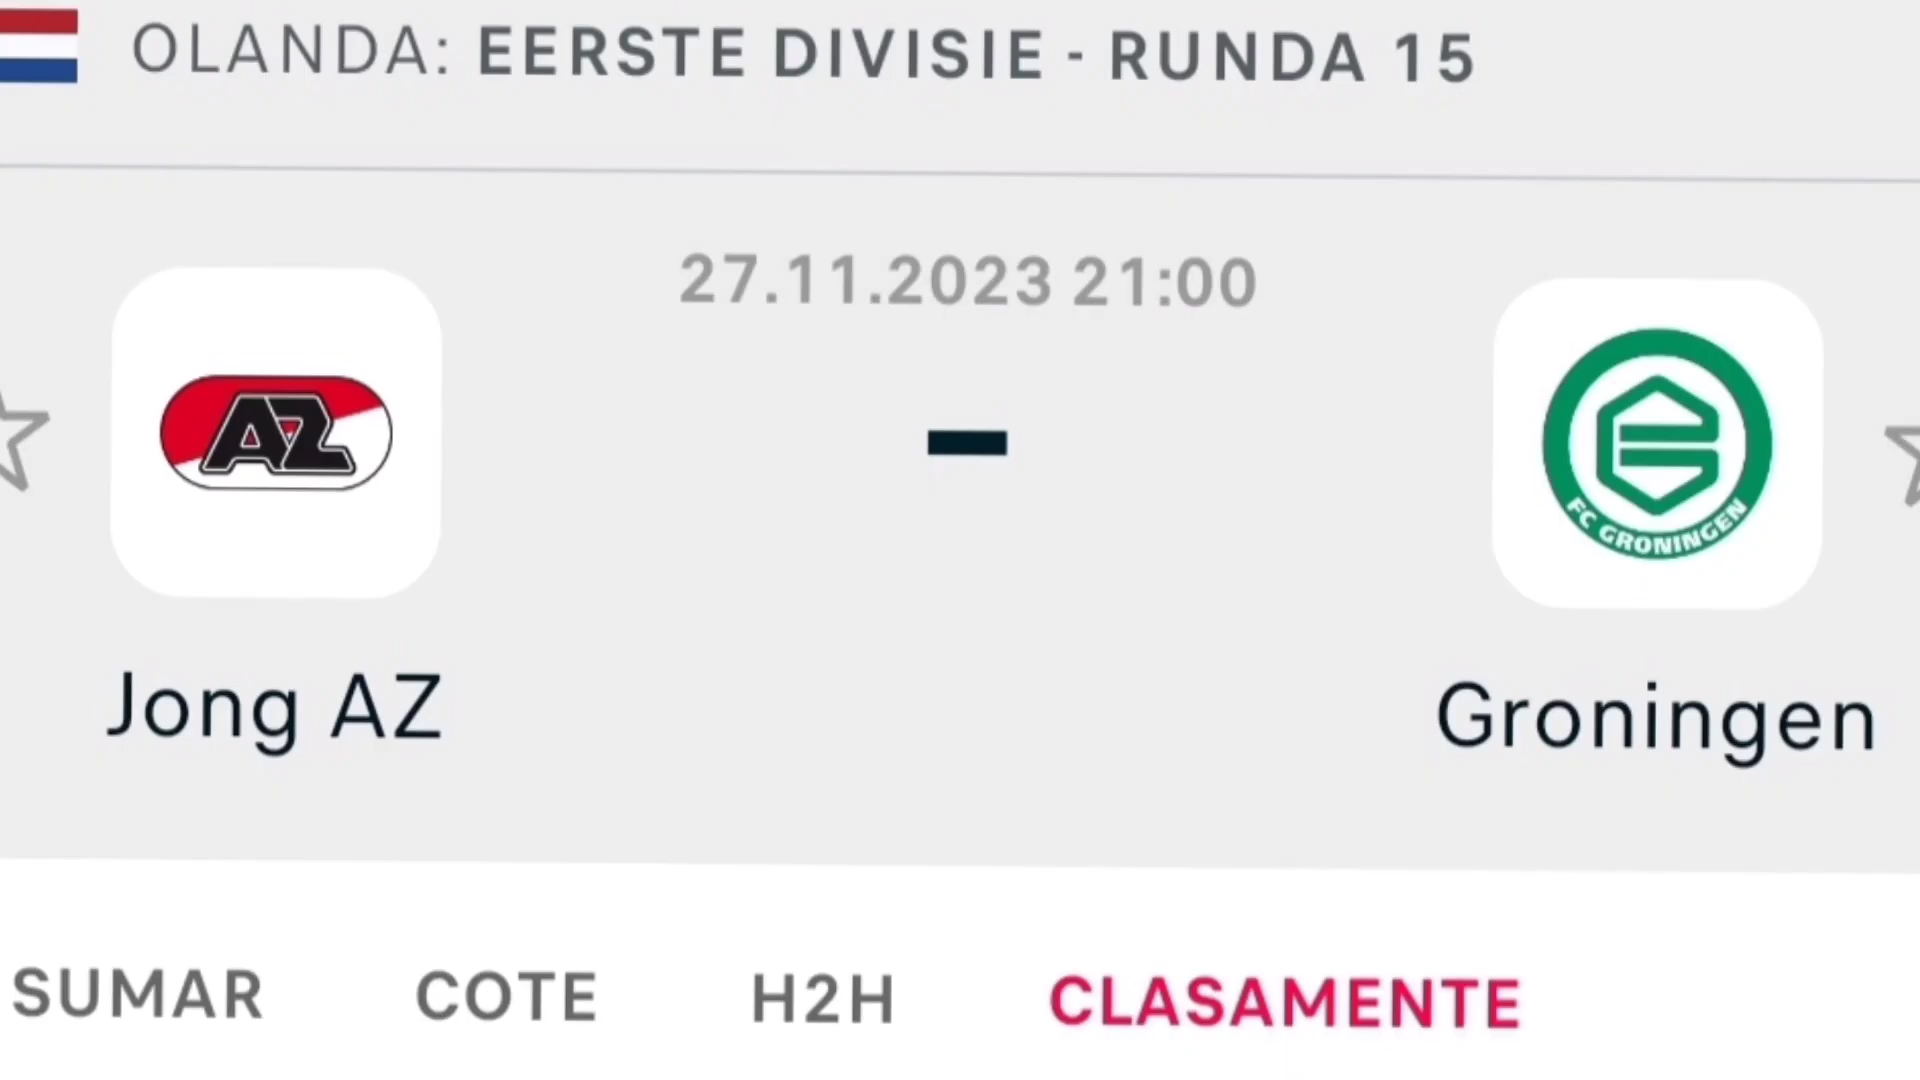 OLANDA: EERSTE DIVISIE - RUNDA 15
27.11.2023 21:00
AZ
FC GRONINGEN
-
Jong AZ
Groningen
SUMAR COTE H2H CLASAMENTE